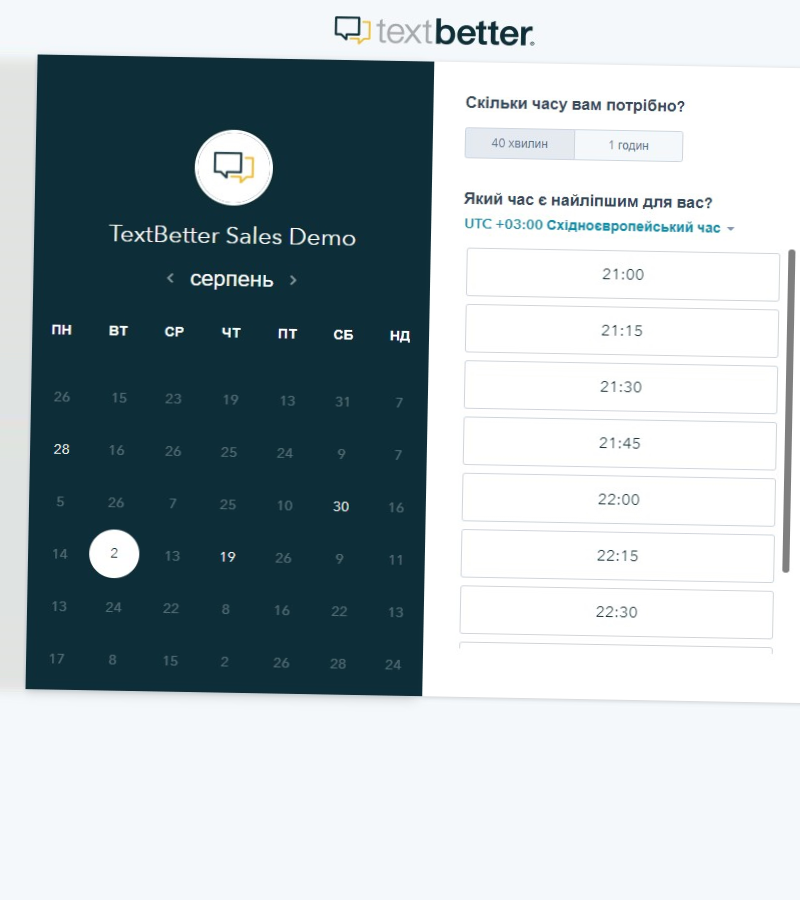 textbetter.
TextBetter Sales Demo
серпень
ПН ВТ СР ЧТ ПТ СБ НД
26 15 23 19 13 31 7
28 16 26 25 24 9 7
5 26 7 25 10 30 16
14 2 13 19 26 9 11
13 24 22 8 16 22 13
17 8 15 2 26 28 24
Скільки часу вам потрібно?
40 хвилин 1 годин
Який час є найліпшим для вас?
UTC +03:00 Східноєвропейський час
21:00
21:15
21:30
21:45
22:00
22:15
22:30